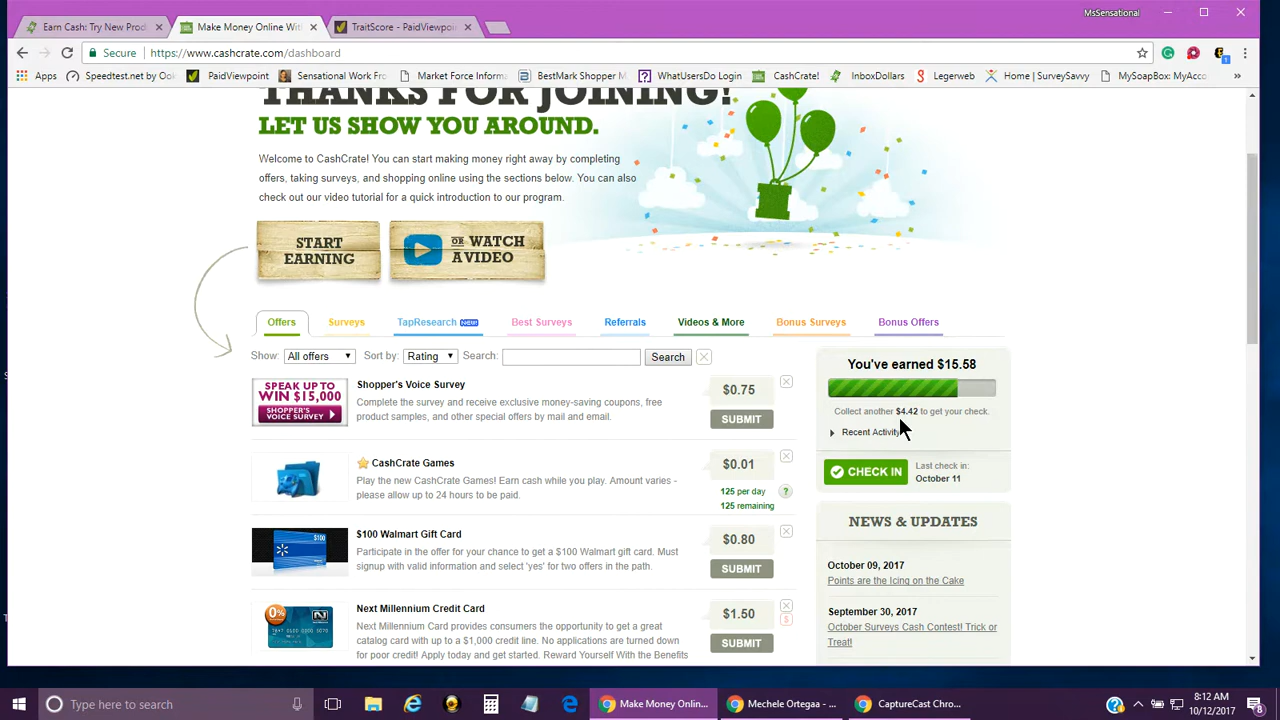 MsSensational
Earn Cash: Try New Prod
Make Money Online Wit
TraitScore - PaidViewpoint
Secure
https://www.cashcrate.com/dashboard
Apps
Speedtest.net by Ook
PaidViewpoint
Sensational Work Fro
Market Force Informa
BestMark Shopper M
WhatUsersDo Login
CashCrate!
InboxDollars
Legerweb
Home | SurveySavvy
MySoapBox: MyAcco
»
THANKS FOR JOINING!
LET US SHOW YOU AROUND.
Welcome to CashCrate! You can start making money right away by completing
offers, taking surveys, and shopping online using the sections below. You can also
check out our video tutorial for a quick introduction to our program.
START
EARNING
OR WATCH
A VIDEO
Offers
Surveys
TapResearch NEW!
Best Surveys
Referrals
Videos & More
Bonus Surveys
Bonus Offers
Show: All offers Sort by: Rating Search: Search
SPEAK UP TO
WIN $15,000
SHOPPER'S
VOICE SURVEY
Shopper's Voice Survey
Complete the survey and receive exclusive money-saving coupons, free
product samples, and other special offers by mail and email.
$0.75
SUBMIT
CashCrate Games
Play the new CashCrate Games! Earn cash while you play. Amount varies -
please allow up to 24 hours to be paid.
$0.01
125 per day
?
125 remaining
$100
$100 Walmart Gift Card
Participate in the offer for your chance to get a $100 Walmart gift card. Must
signup with valid information and select 'yes' for two offers in the path.
$0.80
SUBMIT
0%
Next Millennium Credit Card
Next Millennium Card provides consumers the opportunity to get a great
catalog card with up to a $1,000 credit line. No applications are turned down
for poor credit! Apply today and get started. Reward Yourself With the Benefits
$1.50
$
SUBMIT
You've earned $15.58
Collect another $4.42 to get your check.
Recent Activity
CHECK IN
Last check in:
October 11
NEWS & UPDATES
October 09, 2017
Points are the Icing on the Cake
September 30, 2017
October Surveys Cash Contest! Trick or
Treat!
Type here to search
Make Money Onlin...
Mechele Ortegaa - ...
CaptureCast Chro...
8:12 AM
10/12/2017
8